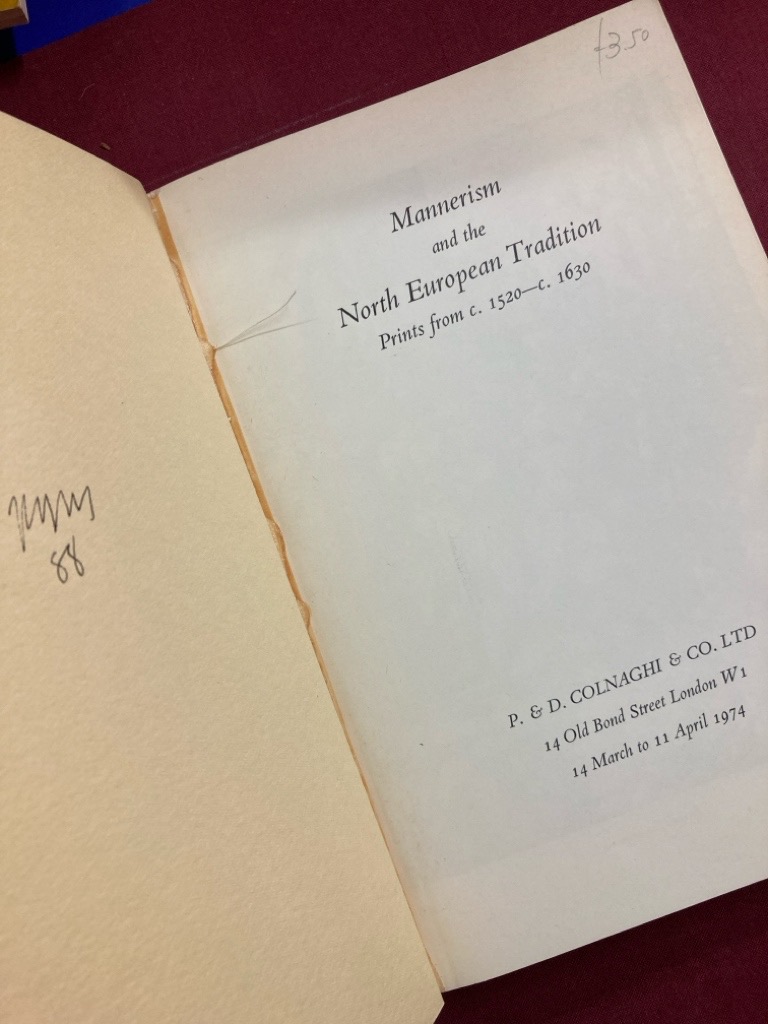 88
£3.50
Mannerism
and the
North European Tradition
Prints from c. 1520—c. 1630
P. & D. COLNAGHI & CO. LTD
14 Old Bond Street London W1
14 March to 11 April 1974